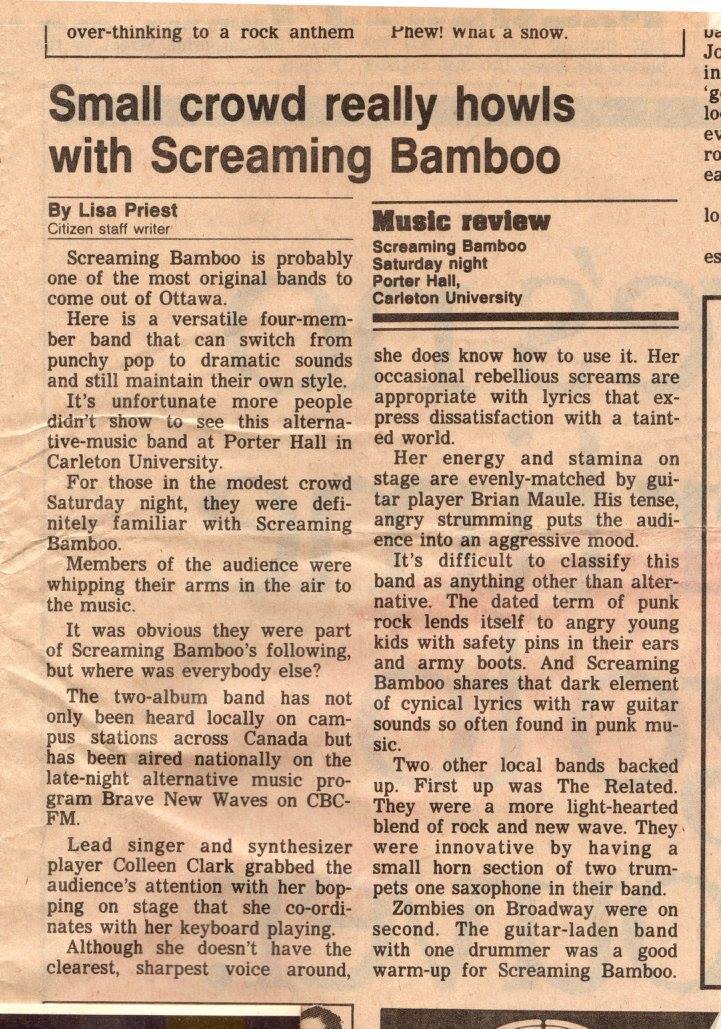 over-thinking to a rock anthem
Phew! What a show.
Small crowd really howls
with Screaming Bamboo
By Lisa Priest
Citizen staff writer
Screaming Bamboo is probably
one of the most original bands to
come out of Ottawa.
Here is a versatile four-mem-
ber band that can switch from
punchy pop to dramatic sounds
and still maintain their own style.
It's unfortunate more people
didn't show to see this alterna-
tive-music band at Porter Hall in
Carleton University.
For those in the modest crowd
Saturday night, they were defi-
nitely familiar with Screaming
Bamboo.
Members of the audience were
whipping their arms in the air to
the music.
It was obvious they were part
of Screaming Bamboo's following,
but where was everybody else?
The two-album band has not
only been heard locally on cam-
pus stations across Canada but
has been aired nationally on the
late-night alternative music pro-
gram Brave New Waves on CBC-
FM.
Lead singer and synthesizer
player Colleen Clark grabbed the
audience's attention with her bop-
ping on stage that she co-ordi-
nates with her keyboard playing.
Although she doesn't have the
clearest, sharpest voice around,
Music review
Screaming Bamboo
Saturday night
Porter Hall,
Carleton University
she does know how to use it. Her
occasional rebellious screams are
appropriate with lyrics that ex-
press dissatisfaction with a taint-
ed world.
Her energy and stamina on
stage are evenly-matched by gui-
tar player Brian Maule. His tense,
angry strumming puts the audi-
ence into an aggressive mood.
It's difficult to classify this
band as anything other than alter-
native. The dated term of punk
rock lends itself to angry young
kids with safety pins in their ears
and army boots. And Screaming
Bamboo shares that dark element
of cynical lyrics with raw guitar
sounds so often found in punk mu-
sic.
Two other local bands backed
up. First up was The Related.
They were a more light-hearted
blend of rock and new wave. They
were innovative by having a
small horn section of two trum-
pets one saxophone in their band.
Zombies on Broadway were on
second. The guitar-laden band
with one drummer was a good
warm-up for Screaming Bamboo.